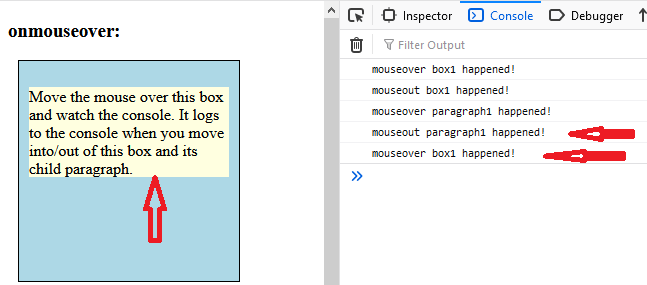 onmouseover:
Move the mouse over this box
and watch the console. It logs
to the console when you move
into/out of this box and its
child paragraph.
Inspector Console Debugger
Filter Output
mouseover box1 happened!
mouseout box1 happened!
mouseover paragraph1 happened!
mouseout paragraph1 happened!
mouseover box1 happened!